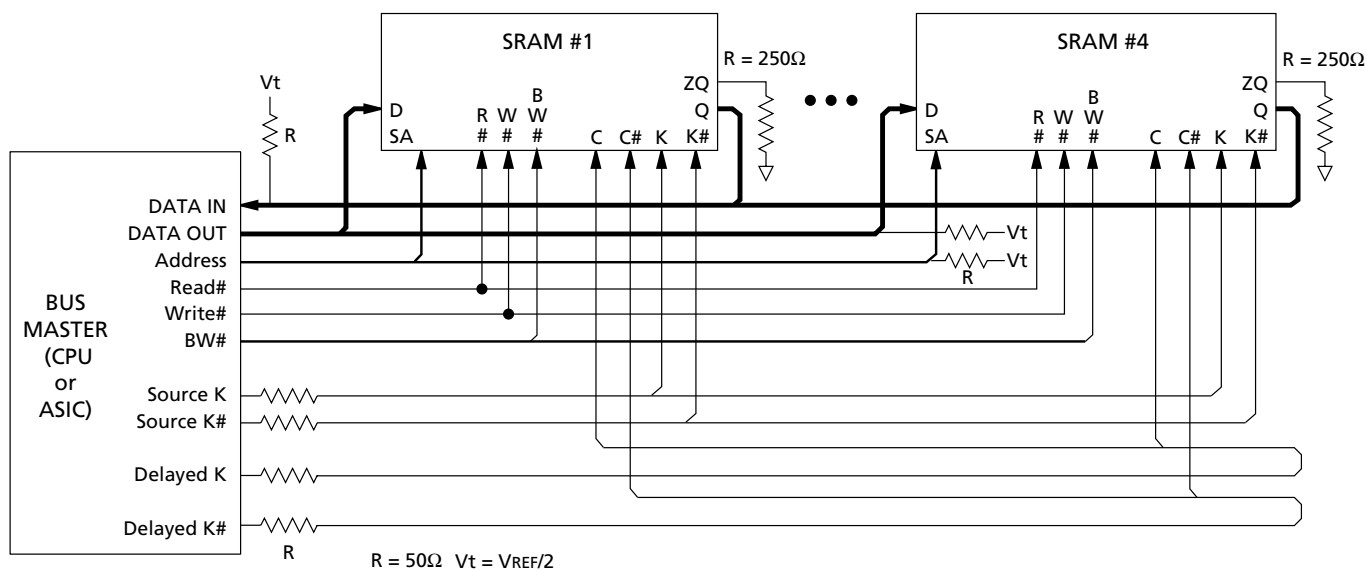 SRAM #1
R = 250Ω
ZQ
Q
D
SA
R
#
W
#
B
W
#
C
C#
K
K#
SRAM #4
R = 250Ω
ZQ
Q
D
SA
R
#
W
#
B
W
#
C
C#
K
K#
Vt
R
BUS
MASTER
(CPU
or
ASIC)
DATA IN
DATA OUT
Address
Read#
Write#
BW#
Source K
Source K#
Delayed K
Delayed K#
Vt
Vt
R
R
R = 50Ω Vt = VREF/2